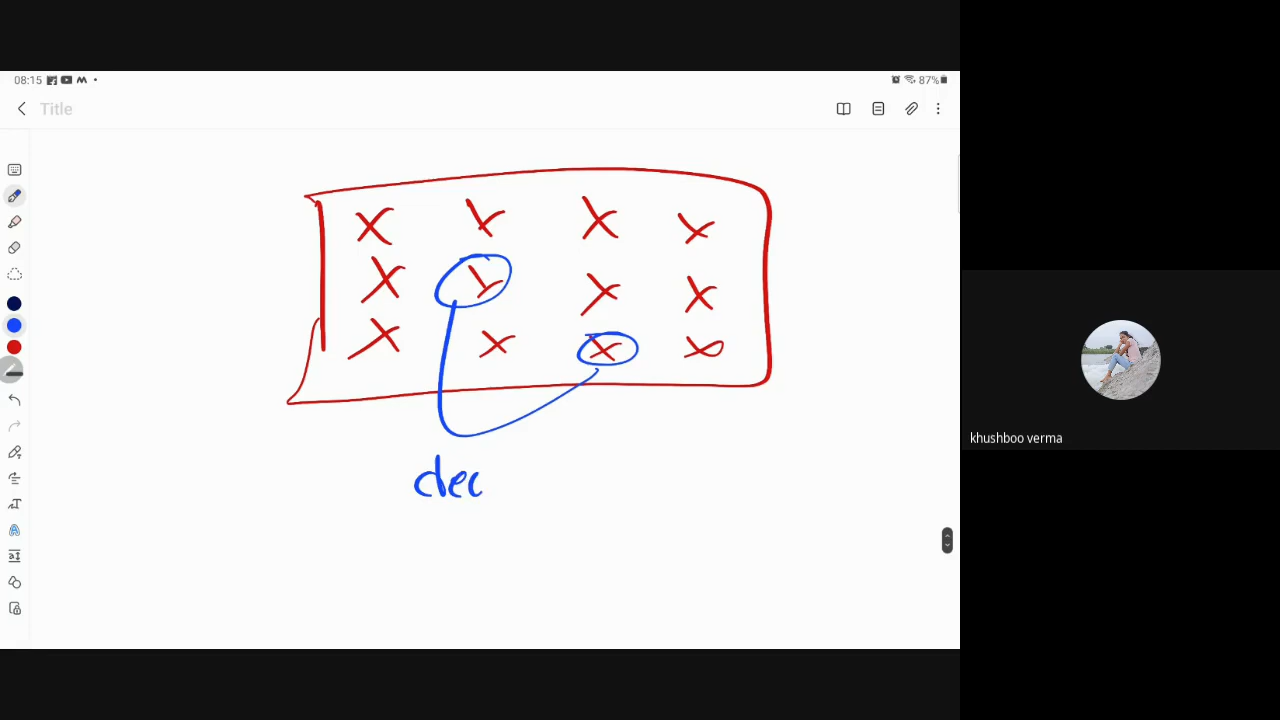 08:15 87%
Title
X X X X
X X X X
X X X X
dec
khushboo verma